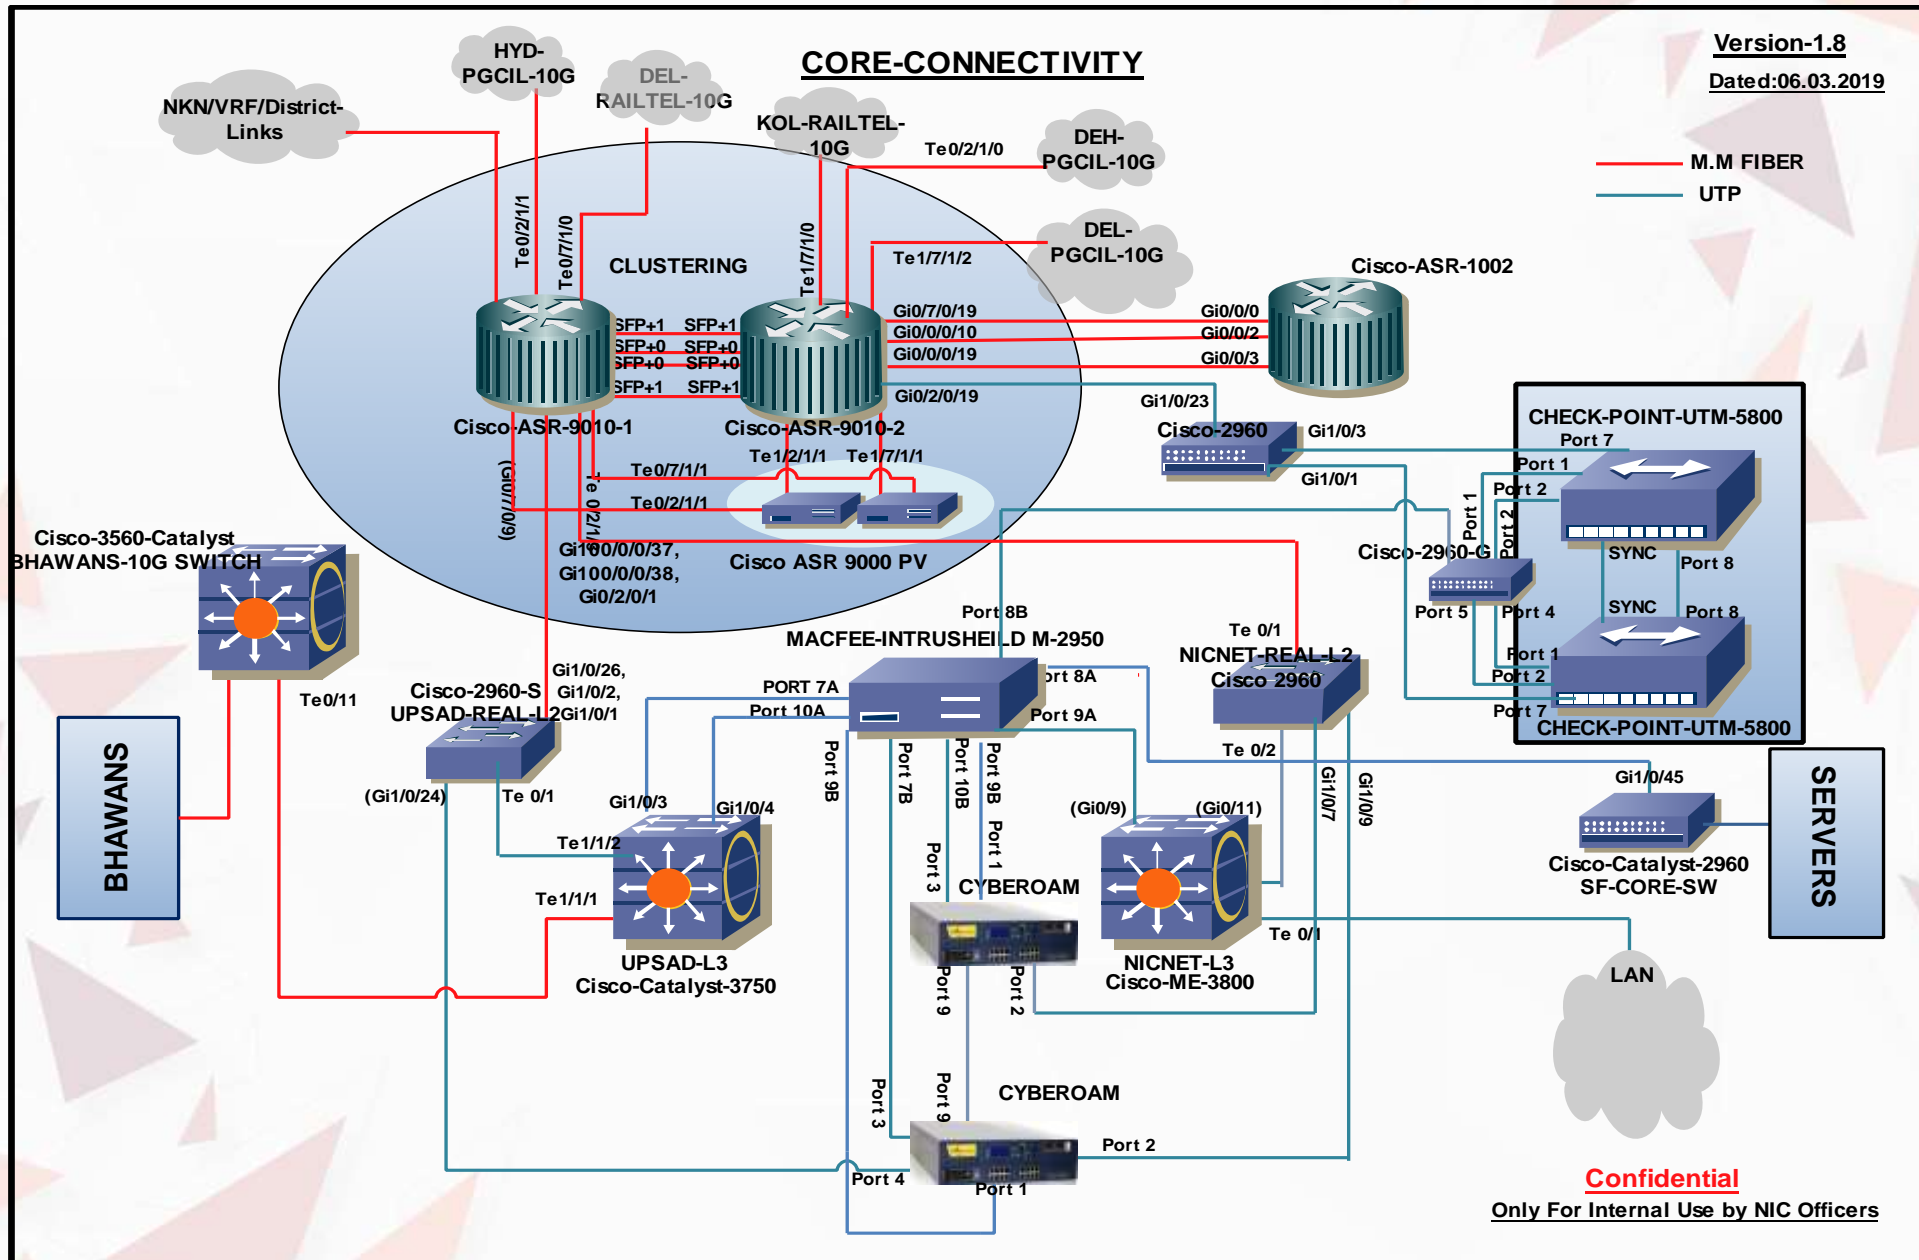 CORE-CONNECTIVITY
Version-1.8
Dated:06.03.2019
HYD-
PGCIL-10G
DEL-
RAILTEL-10G
NKN/VRF/District-
Links
KOL-RAILTEL-
10G
Te0/2/1/0
DEH-
PGCIL-10G
M.M FIBER
UTP
Te0/2/1/1
Te0/7/1/0
Te1/7/1/0
DEL-
PGCIL-10G
Te1/7/1/2
CLUSTERING
Cisco-ASR-1002
SFP+1 SFP+1
SFP+0 SFP+0
SFP+0 SFP+0
SFP+1 SFP+1
Gi0/7/0/19
Gi0/0/0/10
Gi0/0/0/19
Gi0/2/0/19
Gi0/0/0
Gi0/0/2
Gi0/0/3
Cisco-ASR-9010-1
Cisco-ASR-9010-2
Gi1/0/23
Cisco-2960
Gi1/0/3
Gi1/0/1
CHECK-POINT-UTM-5800
Port 7
Port 1
Port 2
Port 1
Port 2
Te1/2/1/1
Te1/7/1/1
Te0/7/1/1
Te0/2/1/1
(Gi0/7/0/9)
Cisco ASR 9000 PV
Gi100/0/0/37,
Gi100/0/0/38,
Gi0/2/0/1
Cisco-3560-Catalyst
BHAWANS-10G SWITCH
Cisco-2960-G
SYNC
Port 8
Port 5
Port 4
SYNC
Port 8
Port 1
Port 2
Port 7
CHECK-POINT-UTM-5800
Port 8B
MACFEE-INTRUSHEILD M-2950
Te 0/1
NICNET-REAL-L2
Cisco 2960
Te0/11
Gi1/0/26,
Gi1/0/2,
Gi1/0/1
Cisco-2960-S
UPSAD-REAL-L2
PORT 7A
Port 10A
Port 8A
Port 9A
Port 9B
Port 7B
Port 10B
Port 9B
Te 0/2
Gi1/0/7
Gi1/0/9
BHAWANS
(Gi1/0/24)
Te 0/1
Gi1/0/3
Gi1/0/4
Te1/1/2
Te1/1/1
UPSAD-L3
Cisco-Catalyst-3750
(Gi0/9)
(Gi0/11)
Port 3
Port 1
CYBEROAM
Te 0/1
NICNET-L3
Cisco-ME-3800
Gi1/0/45
Cisco-Catalyst-2960
SF-CORE-SW
SERVERS
LAN
Port 9
Port 2
Port 3
Port 9
CYBEROAM
Port 4
Port 1
Port 2
Confidential
Only For Internal Use by NIC Officers